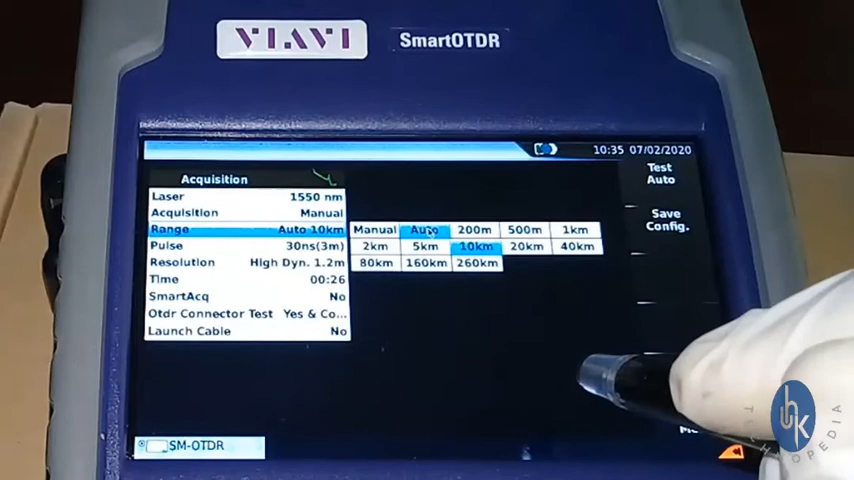 VIAVI
SmartOTDR
10:35 07/02/2020
Acquisition
Laser 1550 nm
Acquisition Manual
Range Auto 10km
Pulse 30ns(3m)
Resolution High Dyn. 1.2m
Time 00:26
SmartAcq No
Otdr Connector Test Yes & Co...
Launch Cable No
Manual Auto 200m 500m 1km
2km 5km 10km 20km 40km
80km 160km 260km
Test
Auto
Save
Config.
SM-OTDR
hk
TECHNOPEDIA